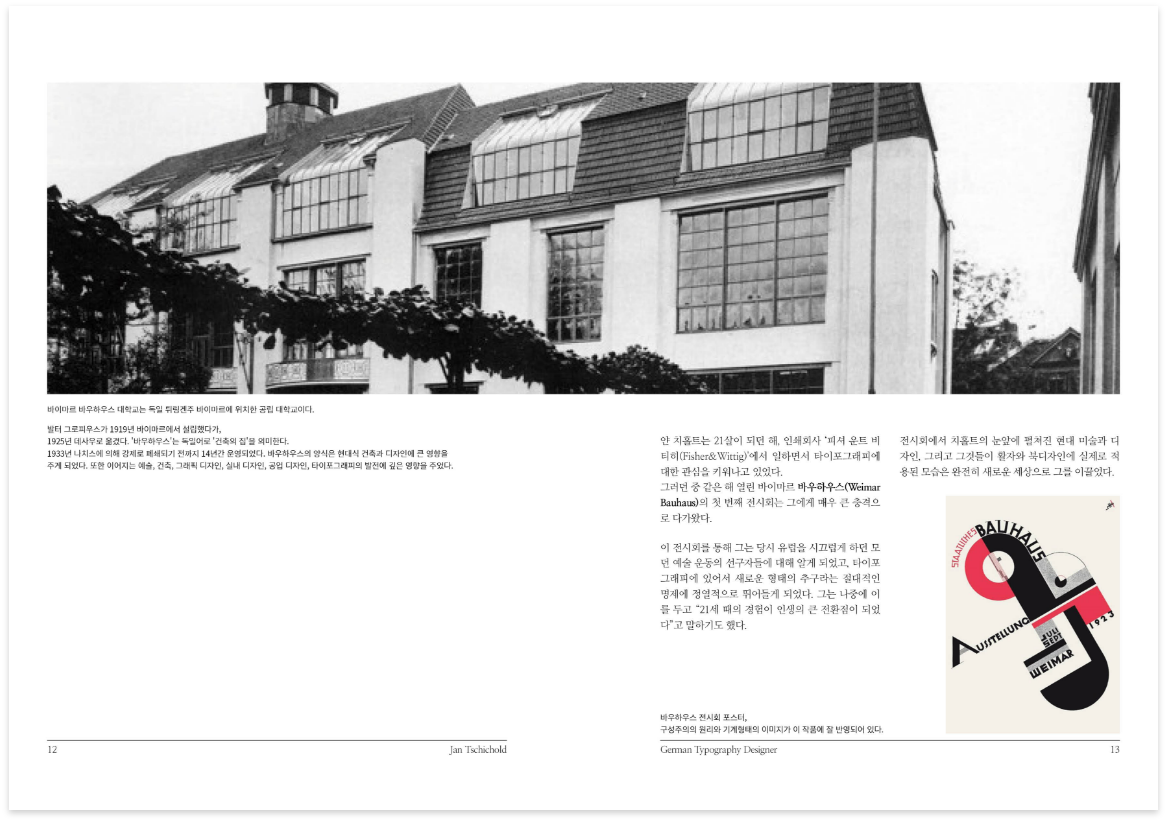 바이마르 바우하우스 대학교는 독일 튀링겐주 바이마르에 위치한 공립 대학교이다.
발터 그로피우스가 1919년 바이마르에서 설립했다가,
1925년 데사우로 옮겼다. '바우하우스'는 독일어로 '건축의 집'을 의미한다.
1933년 나치스에 의해 강제로 폐쇄되기 전까지 14년간 운영되었다. 바우하우스의 양식은 현대식 건축과 디자인에 큰 영향을
주게 되었다. 또한 이어지는 예술, 건축, 그래픽 디자인, 실내 디자인, 공업 디자인, 타이포그래피의 발전에 깊은 영향을 주었다.
12
Jan Tschichold
얀 치홀트는 21살이 되던 해, 인쇄회사 '피셔 운트 비
티히(Fisher&Wittig)'에서 일하면서 타이포그래피에
대한 관심을 키워나고 있었다.
그러던 중 같은 해 열린 바이마르 바우하우스(Weimar
Bauhaus)의 첫 번째 전시회는 그에게 매우 큰 충격으
로 다가왔다.
이 전시회를 통해 그는 당시 유럽을 시끄럽게 하던 모
던 예술 운동의 선구자들에 대해 알게 되었고, 타이포
그래피에 있어서 새로운 형태의 추구라는 절대적인
명제에 정열적으로 뛰어들게 되었다. 그는 나중에 이
를 두고 “21세 때의 경험이 인생의 큰 전환점이 되었
다”고 말하기도 했다.
전시회에서 치홀트의 눈앞에 펼쳐진 현대 미술과 디
자인, 그리고 그것들이 활자와 북디자인에 실제로 적
용된 모습은 완전히 새로운 세상으로 그를 이끌었다.
STAATLICHES
BAUHAUS
AUSSTELLUNG
1923
JULI
SEPT
WEIMAR
바우하우스 전시회 포스터,
구성주의의 원리와 기계형태의 이미지가 이 작품에 잘 반영되어 있다.
German Typography Designer
13